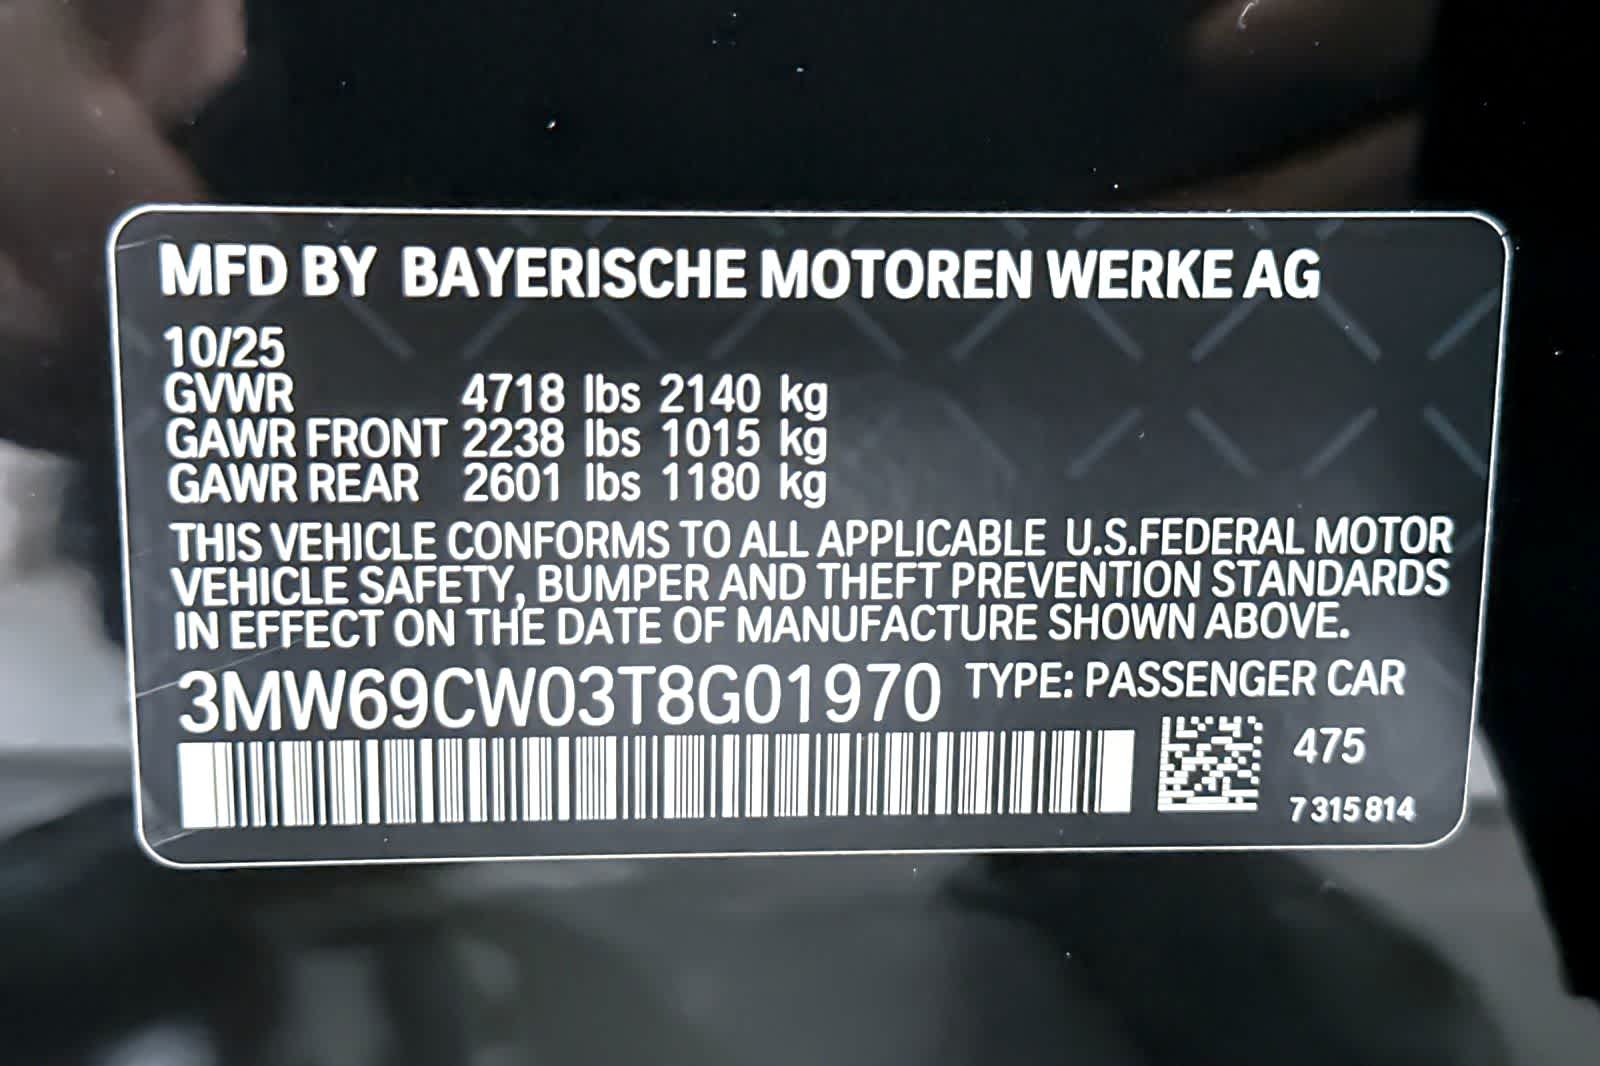 MFD BY BAYERISCHE MOTOREN WERKE AG
10/25
GVWR 4718 lbs 2140 kg
GAWR FRONT 2238 lbs 1015 kg
GAWR REAR 2601 lbs 1180 kg
THIS VEHICLE CONFORMS TO ALL APPLICABLE U.S.FEDERAL MOTOR
VEHICLE SAFETY, BUMPER AND THEFT PREVENTION STANDARDS
IN EFFECT ON THE DATE OF MANUFACTURE SHOWN ABOVE.
3MW69CW03T8G01970 TYPE: PASSENGER CAR
475
7 315 814